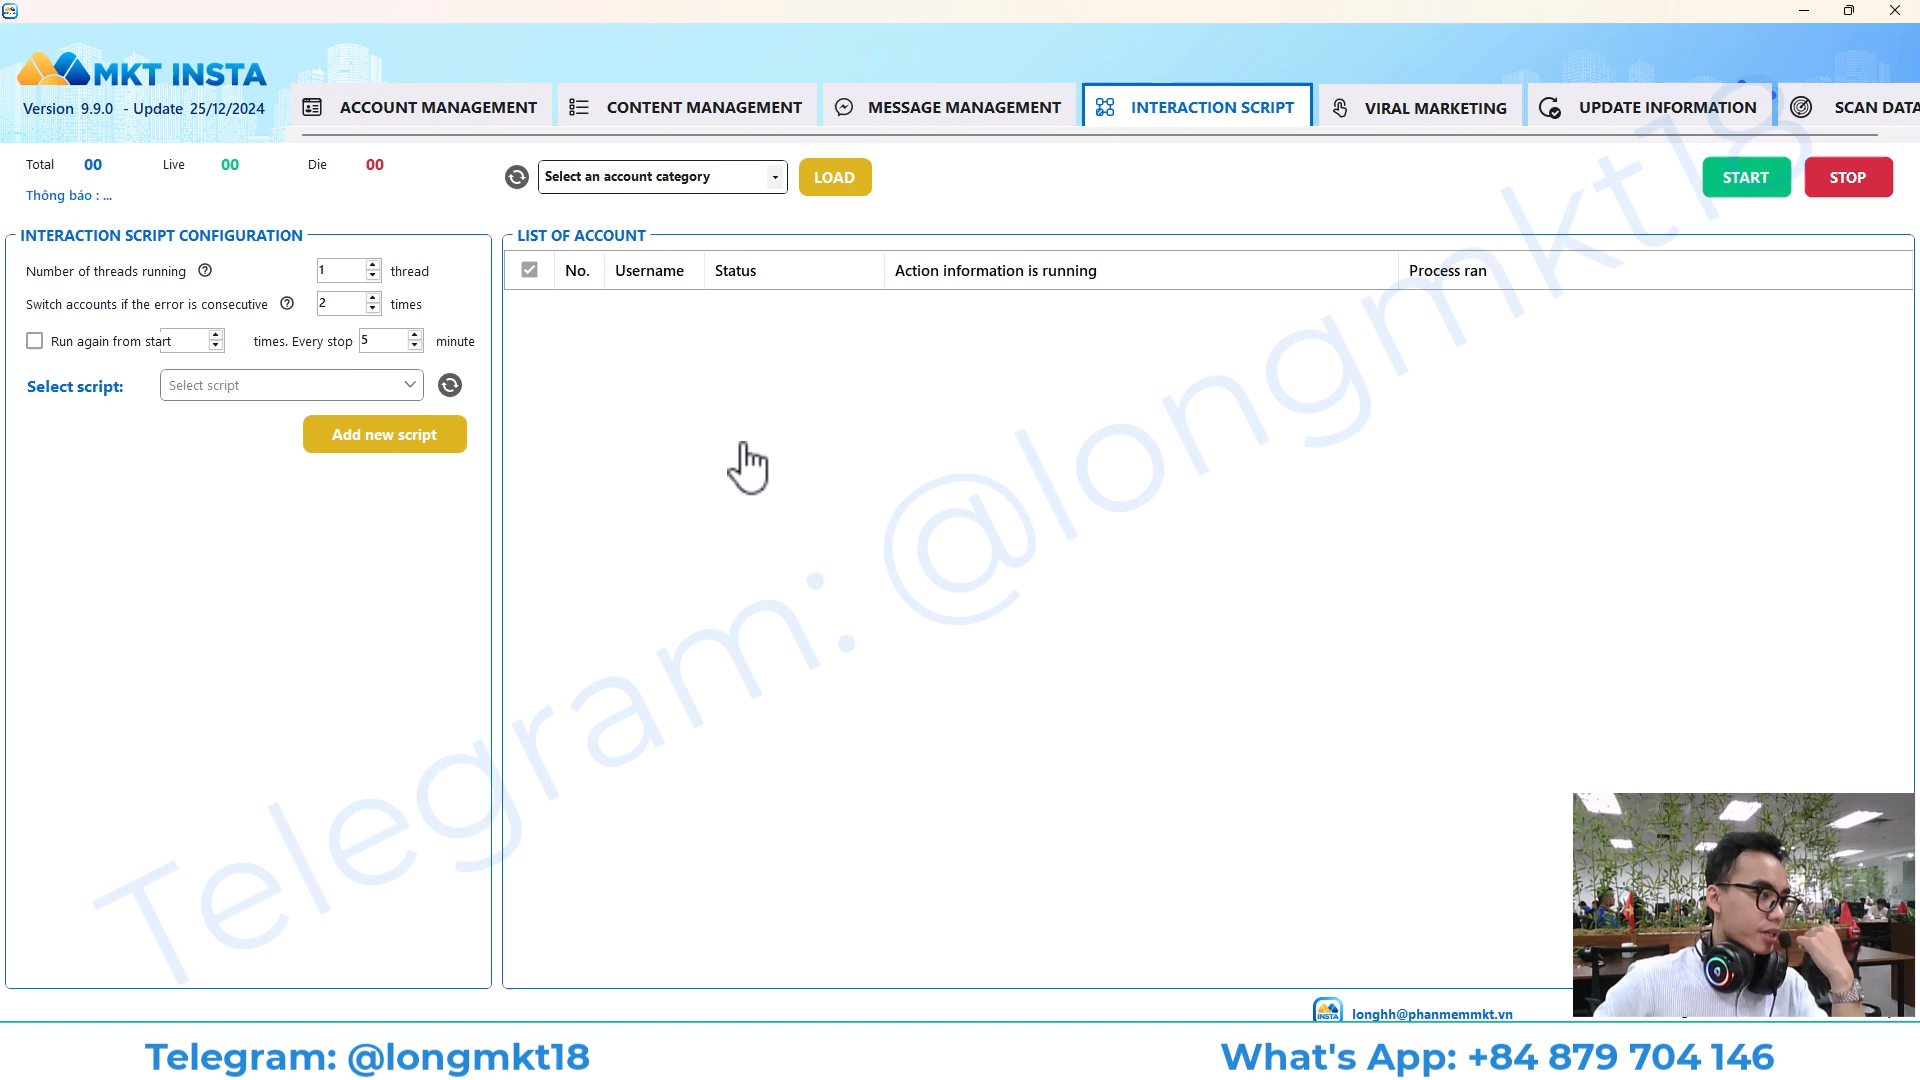 MKT INSTA
Version 9.9.0 - Update 25/12/2024
ACCOUNT MANAGEMENT
CONTENT MANAGEMENT
MESSAGE MANAGEMENT
INTERACTION SCRIPT
VIRAL MARKETING
UPDATE INFORMATION
SCAN DATA
Total 00 Live 00 Die 00
Thông báo : ...
Select an account category
LOAD
START
STOP
INTERACTION SCRIPT CONFIGURATION
Number of threads running 1 thread
Switch accounts if the error is consecutive 2 times
Run again from start times. Every stop 5 minute
Select script: Select script
Add new script
LIST OF ACCOUNT
No. Username Status Action information is running Process ran
Telegram: @longmkt18
INSTA
longhh@phanmemmkt.vn
Telegram: @longmkt18
What's App: +84 879 704 146